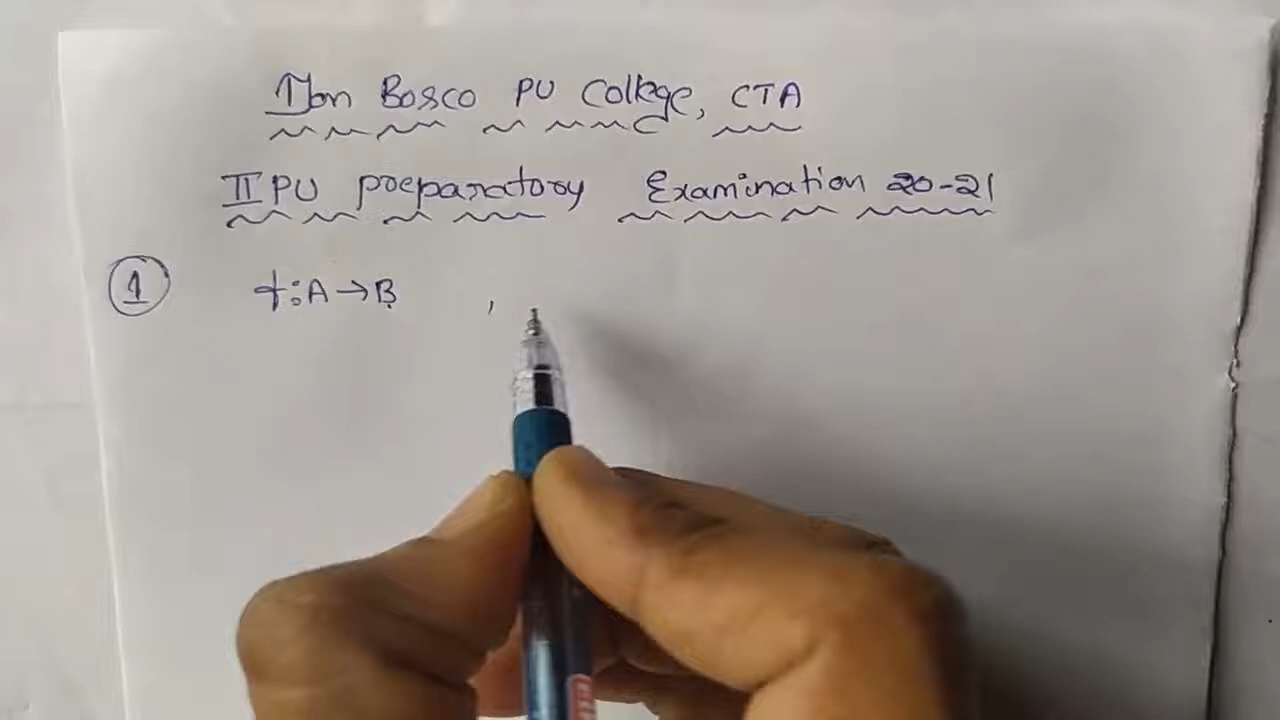 Don Bosco PU College, CTA
II PU preparatory Examination 20-21
1 f:A→B ,